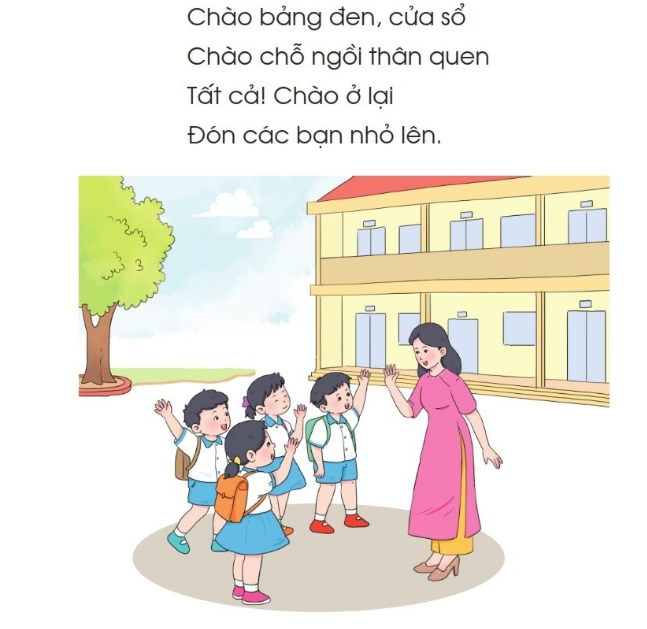 Chào bảng đen, cửa sổ
Chào chỗ ngồi thân quen
Tất cả! Chào ở lại
Đón các bạn nhỏ lên.